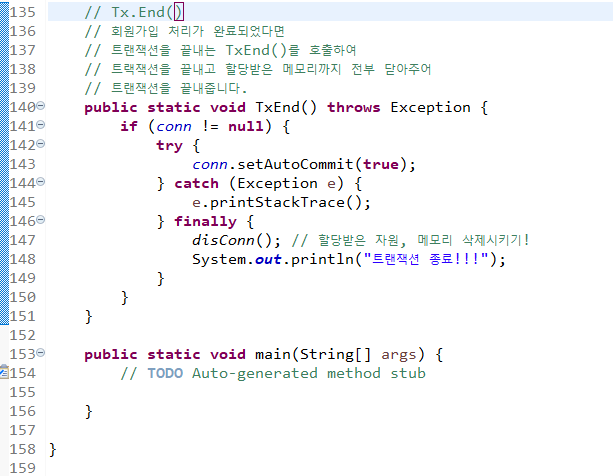 135 // Tx.End()
136 // 회원가입 처리가 완료되었다면
137 // 트랜잭션을 끝내는 TxEnd()를 호출하여
138 // 트랙잭션을 끝내고 할당받은 메모리까지 전부 닫아주어
139 // 트랜잭션을 끝내줍니다.
140 public static void TxEnd() throws Exception {
141 if (conn != null) {
142 try {
143 conn.setAutoCommit(true);
144 } catch (Exception e) {
145 e.printStackTrace();
146 } finally {
147 disConn(); // 할당받은 자원, 메모리 삭제시키기!
148 System.out.println("트랜잭션 종료!!!");
149 }
150 }
151 }
152
153 public static void main(String[] args) {
154 // TODO Auto-generated method stub
155
156 }
157
158 }
159